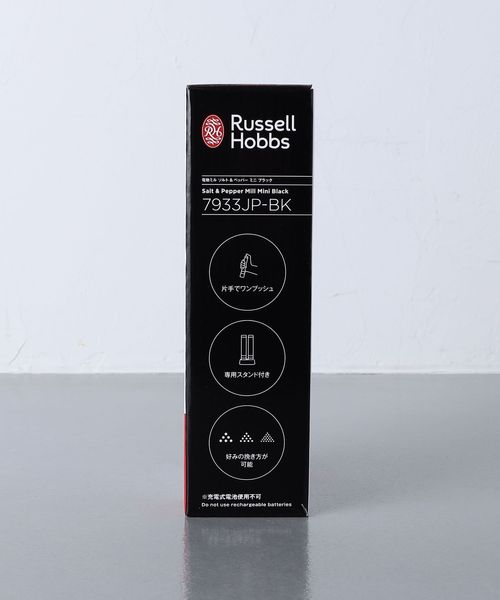 RH
Russell
Hobbs
電動ミル ソルト & ペッパー ミニ ブラック
Salt & Pepper Mill Mini Black
7933JP-BK
片手でワンプッシュ
専用スタンド付き
好みの挽き方が
可能
※充電式電池使用不可
Do not use rechargeable batteries